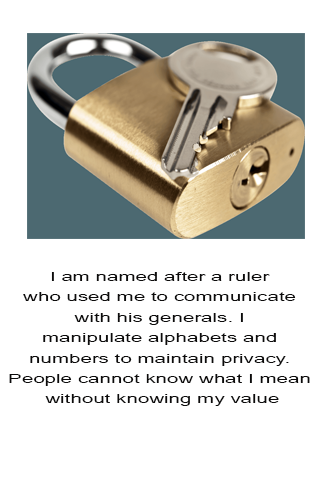 I am named after a ruler
who used me to communicate
with his generals. I
manipulate alphabets and
numbers to maintain privacy.
People cannot know what I mean
without knowing my value